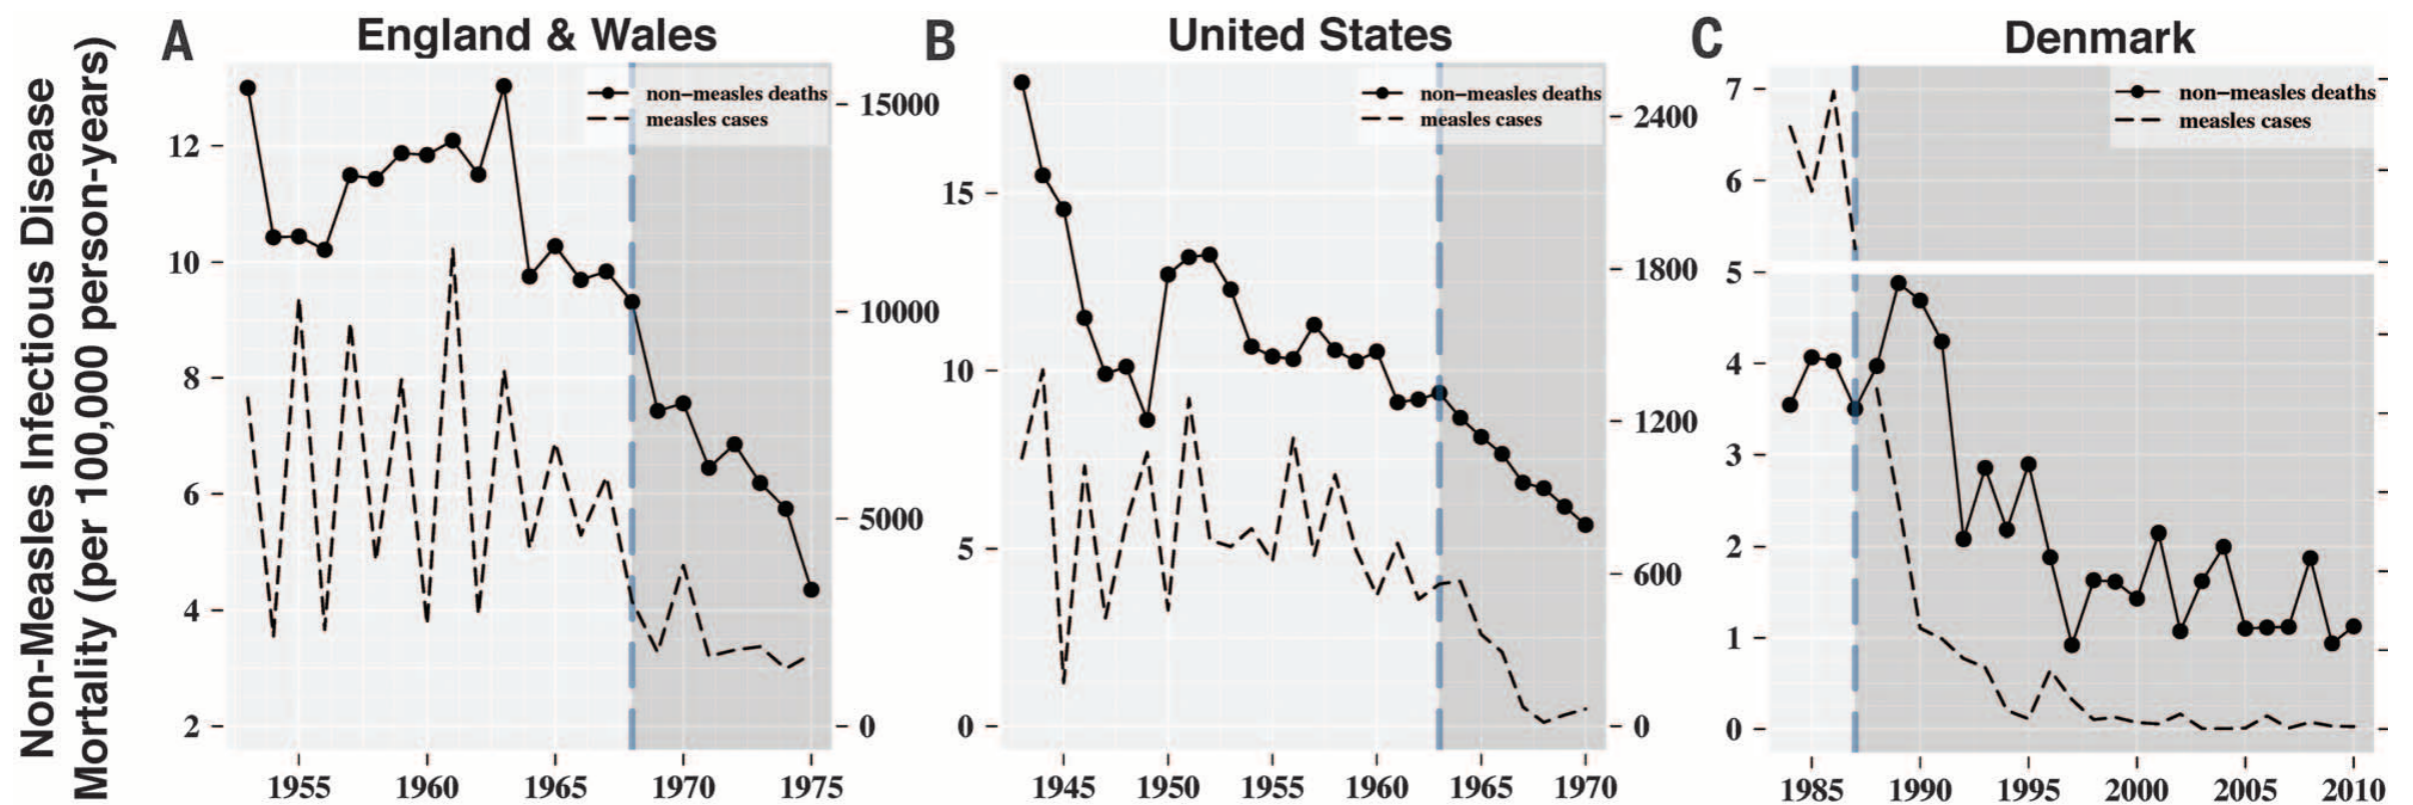 Non-Measles Infectious Disease
Mortality (per 100,000 person-years)
A
England & Wales
non-measles deaths
measles cases
12
10
8
6
4
2
15000
10000
5000
0
1955 1960 1965 1970 1975
B
United States
non-measles deaths
measles cases
15
10
5
0
2400
1800
1200
600
0
1945 1950 1955 1960 1965 1970
C
Denmark
non-measles deaths
measles cases
7
6
5
4
3
2
1
0
1985 1990 1995 2000 2005 2010